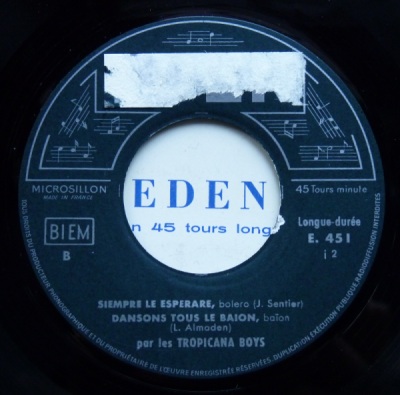 MICROSILLON
MADE IN FRANCE
BIEM
B
EDEN
n 45 tours long
45 Tours minute
Longue-durée
E. 451
j 2
SIEMPRE LE ESPERARE, bolero (J. Sentier)
DANSONS TOUS LE BAION, baïon
(L. Almaden)
par les TROPICANA BOYS
TOUS DROITS DU PRODUCTEUR PHONOGRAPHIQUE ET DU PROPRIÉTAIRE DE L'ŒUVRE ENREGISTRÉE RÉSERVÉS. DUPLICATION EXÉCUTION PUBLIQUE RADIODIFFUSION INTERDITES